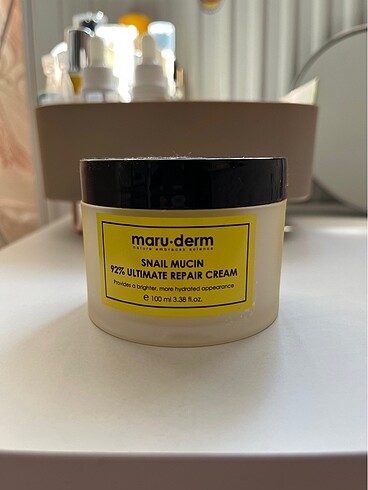 maru·derm
nature embraces science
SNAIL MUCIN
92% ULTIMATE REPAIR CREAM
Provides a brighter, more hydrated appearance
℮ 100 ml 3.38 fl.oz.